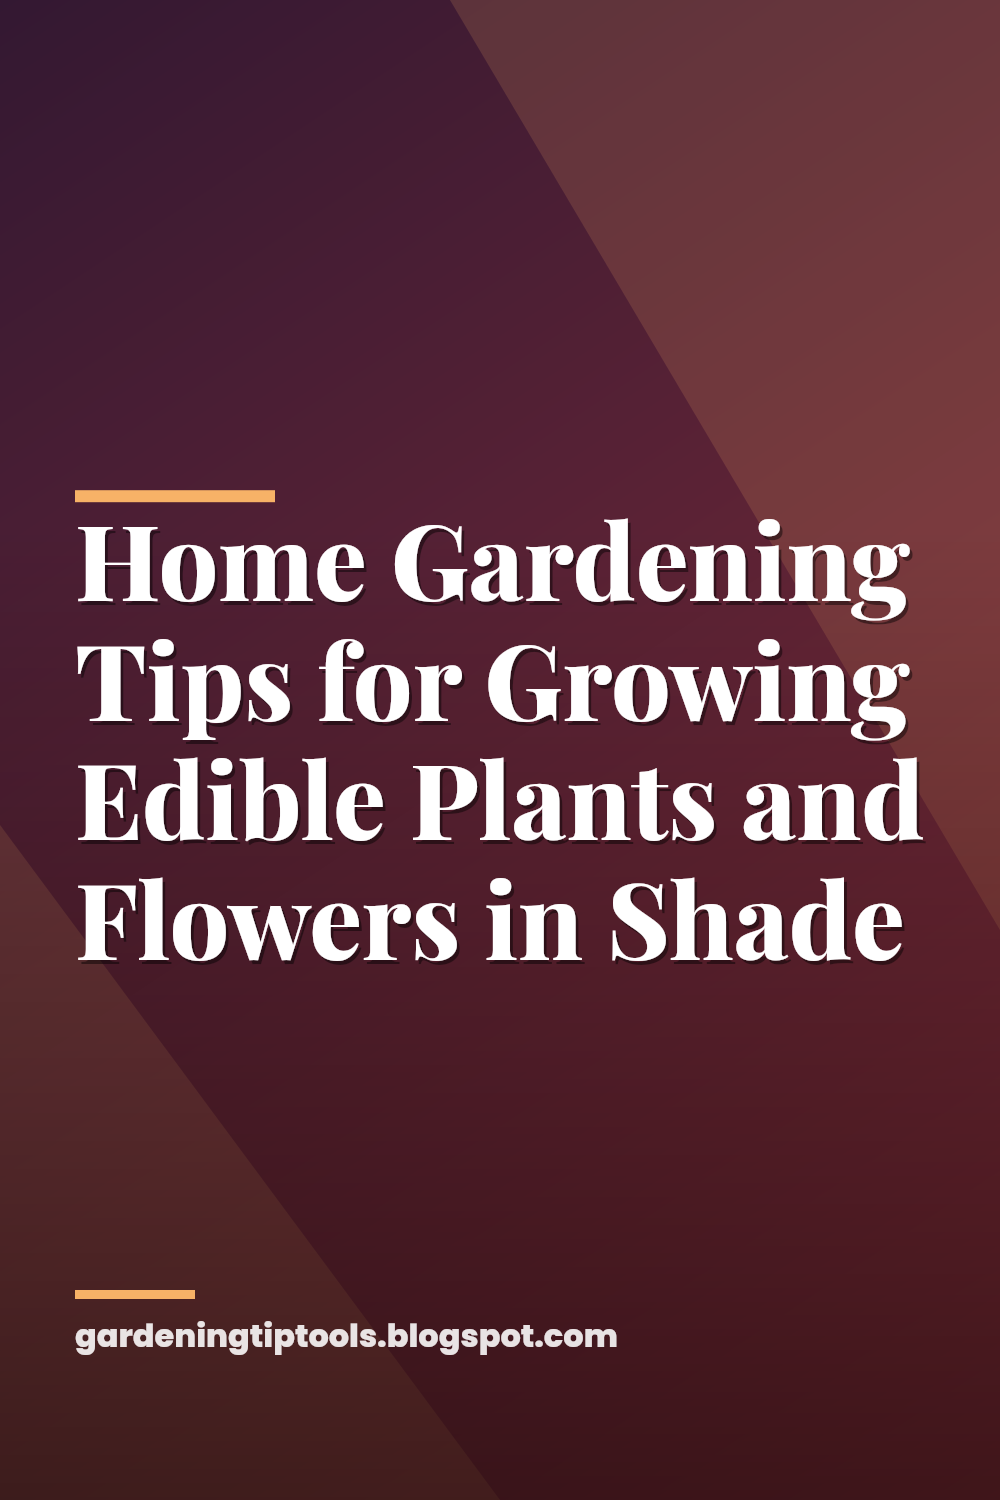 Home Gardening
Tips for Growing
Edible Plants and
Flowers in Shade
gardeningtiptools.blogspot.com